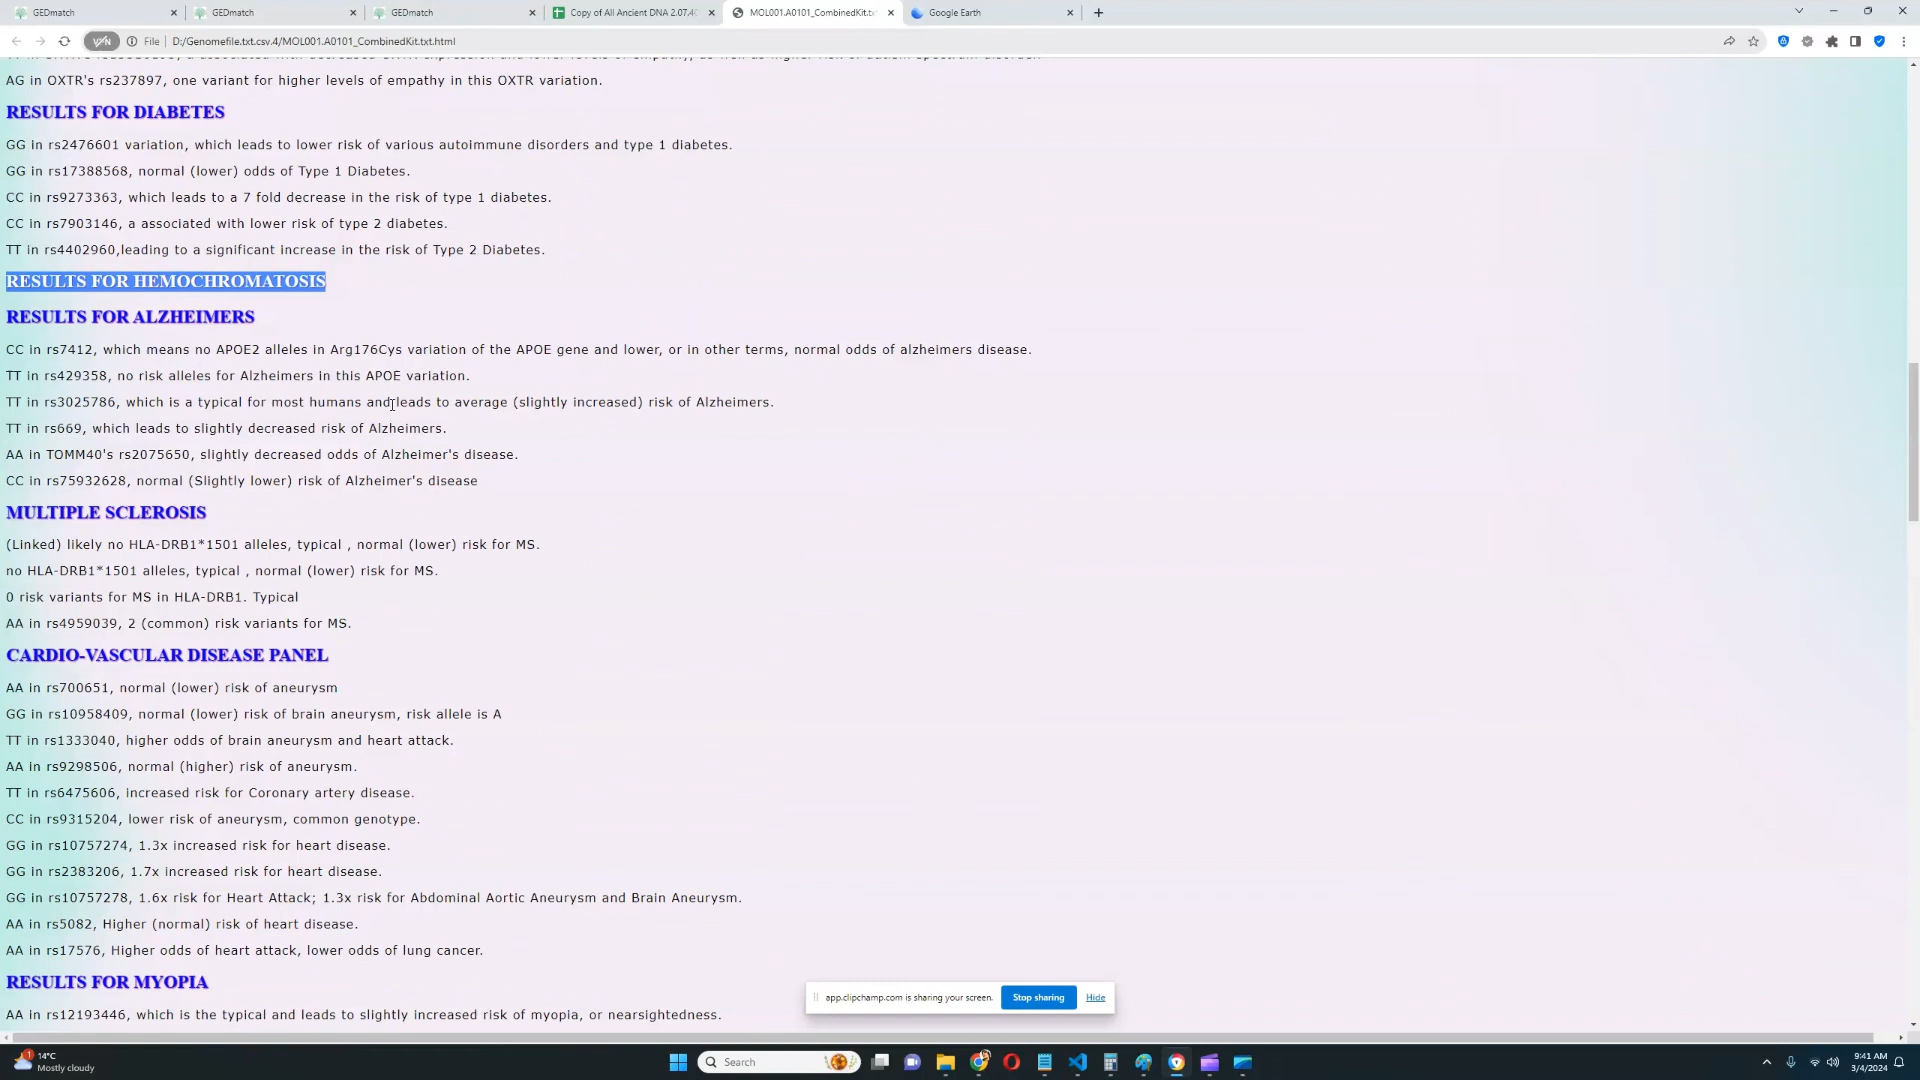 GEDmatch
GEDmatch
GEDmatch
Copy of All Ancient DNA 2.07.4
MOL001.A0101_CombinedKit.tx
Google Earth
VPN
File
D:/Genomefile.txt.csv.4/MOL001.A0101_CombinedKit.txt.html
AG in OXTR's rs237897, one variant for higher levels of empathy in this OXTR variation.
RESULTS FOR DIABETES
GG in rs2476601 variation, which leads to lower risk of various autoimmune disorders and type 1 diabetes.
GG in rs17388568, normal (lower) odds of Type 1 Diabetes.
CC in rs9273363, which leads to a 7 fold decrease in the risk of type 1 diabetes.
CC in rs7903146, a associated with lower risk of type 2 diabetes.
TT in rs4402960,leading to a significant increase in the risk of Type 2 Diabetes.
RESULTS FOR HEMOCHROMATOSIS
RESULTS FOR ALZHEIMERS
CC in rs7412, which means no APOE2 alleles in Arg176Cys variation of the APOE gene and lower, or in other terms, normal odds of alzheimers disease.
TT in rs429358, no risk alleles for Alzheimers in this APOE variation.
TT in rs3025786, which is a typical for most humans and leads to average (slightly increased) risk of Alzheimers.
TT in rs669, which leads to slightly decreased risk of Alzheimers.
AA in TOMM40's rs2075650, slightly decreased odds of Alzheimer's disease.
CC in rs75932628, normal (Slightly lower) risk of Alzheimer's disease
MULTIPLE SCLEROSIS
(Linked) likely no HLA-DRB1*1501 alleles, typical , normal (lower) risk for MS.
no HLA-DRB1*1501 alleles, typical , normal (lower) risk for MS.
0 risk variants for MS in HLA-DRB1. Typical
AA in rs4959039, 2 (common) risk variants for MS.
CARDIO-VASCULAR DISEASE PANEL
AA in rs700651, normal (lower) risk of aneurysm
GG in rs10958409, normal (lower) risk of brain aneurysm, risk allele is A
TT in rs1333040, higher odds of brain aneurysm and heart attack.
AA in rs9298506, normal (higher) risk of aneurysm.
TT in rs6475606, increased risk for Coronary artery disease.
CC in rs9315204, lower risk of aneurysm, common genotype.
GG in rs10757274, 1.3x increased risk for heart disease.
GG in rs2383206, 1.7x increased risk for heart disease.
GG in rs10757278, 1.6x risk for Heart Attack; 1.3x risk for Abdominal Aortic Aneurysm and Brain Aneurysm.
AA in rs5082, Higher (normal) risk of heart disease.
AA in rs17576, Higher odds of heart attack, lower odds of lung cancer.
RESULTS FOR MYOPIA
app.clipchamp.com is sharing your screen.
Stop sharing
Hide
AA in rs12193446, which is the typical and leads to slightly increased risk of myopia, or nearsightedness.
1
14°C
Mostly cloudy
Search
9:41 AM
3/4/2024